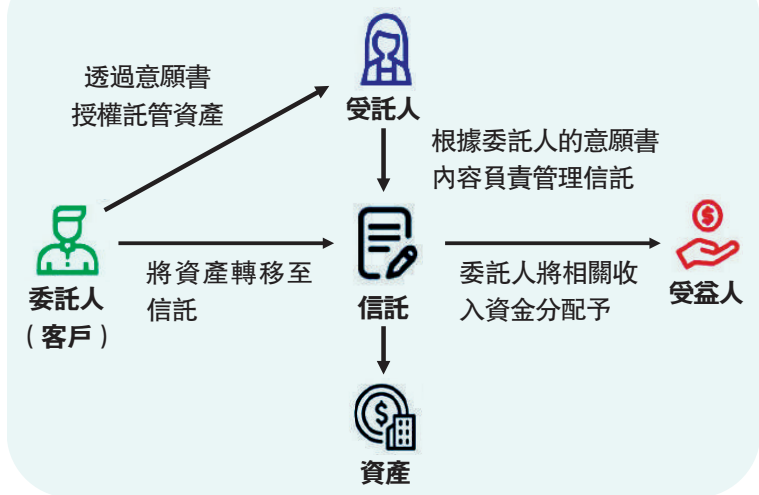 透過意願書
授權託管資產
受託人
根據委託人的意願書
內容負責管理信託
委託人
（客戶）
將資產轉移至
信託
信託
委託人將相關收
入資金分配予
受益人
資產